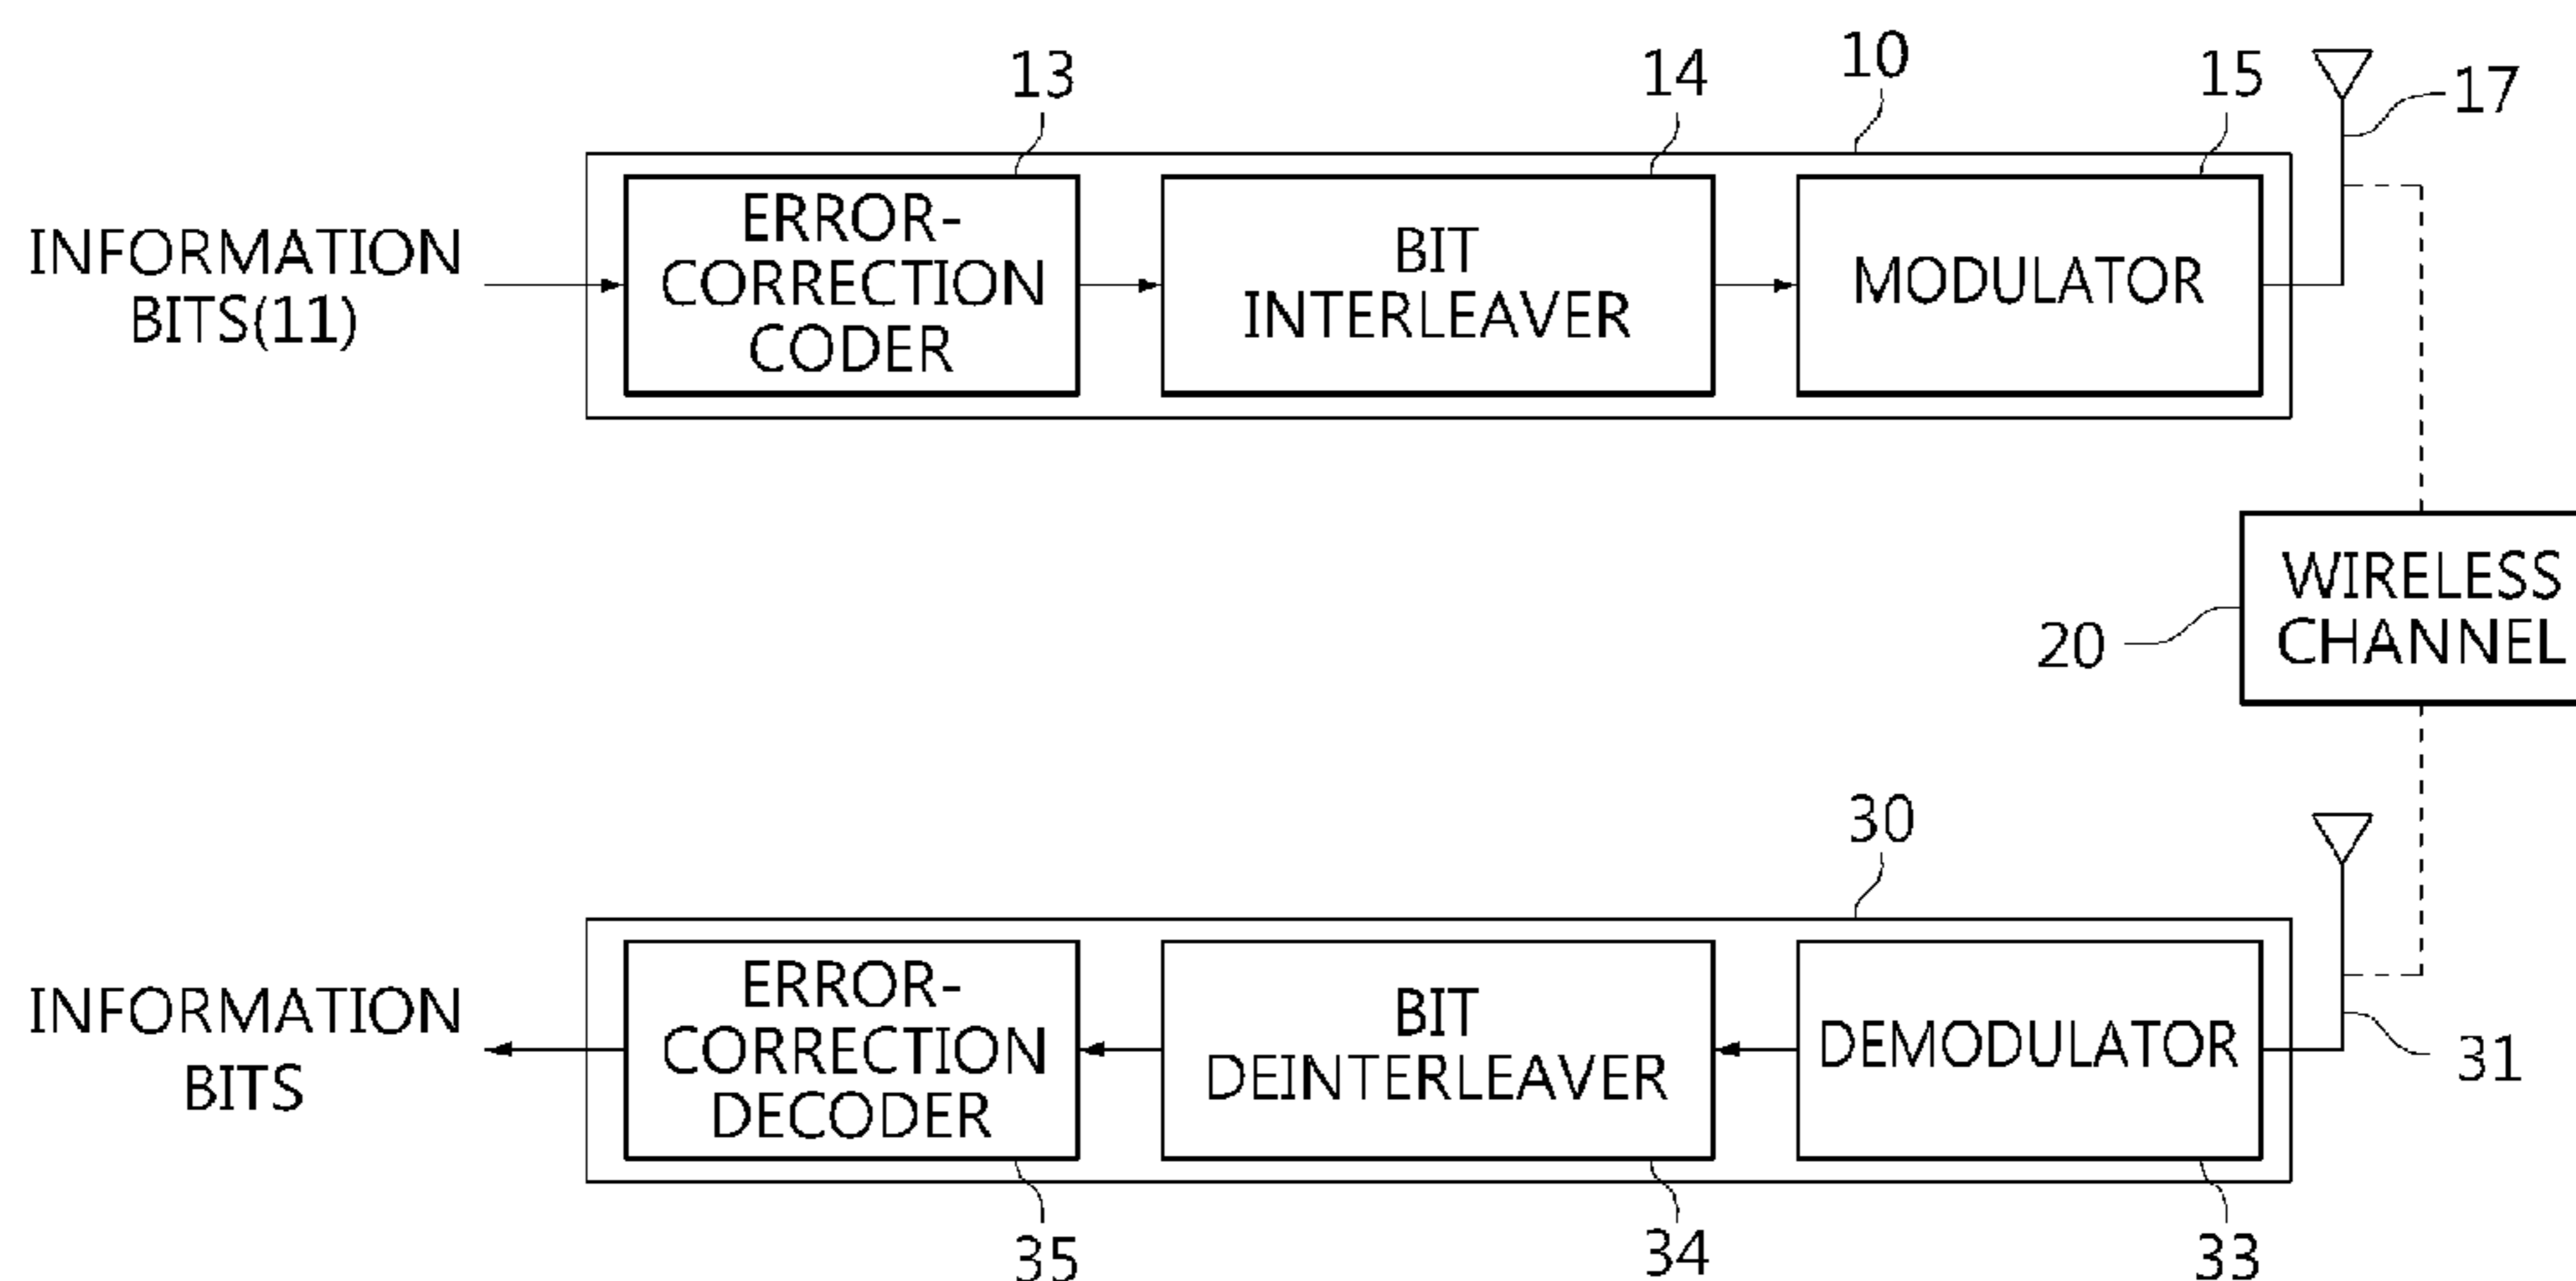 10
13
14
15
17
INFORMATION
BITS(11)
ERROR-
CORRECTION
CODER
BIT
INTERLEAVER
MODULATOR
WIRELESS
CHANNEL
20
30
INFORMATION
BITS
ERROR-
CORRECTION
DECODER
BIT
DEINTERLEAVER
DEMODULATOR
31
35
34
33